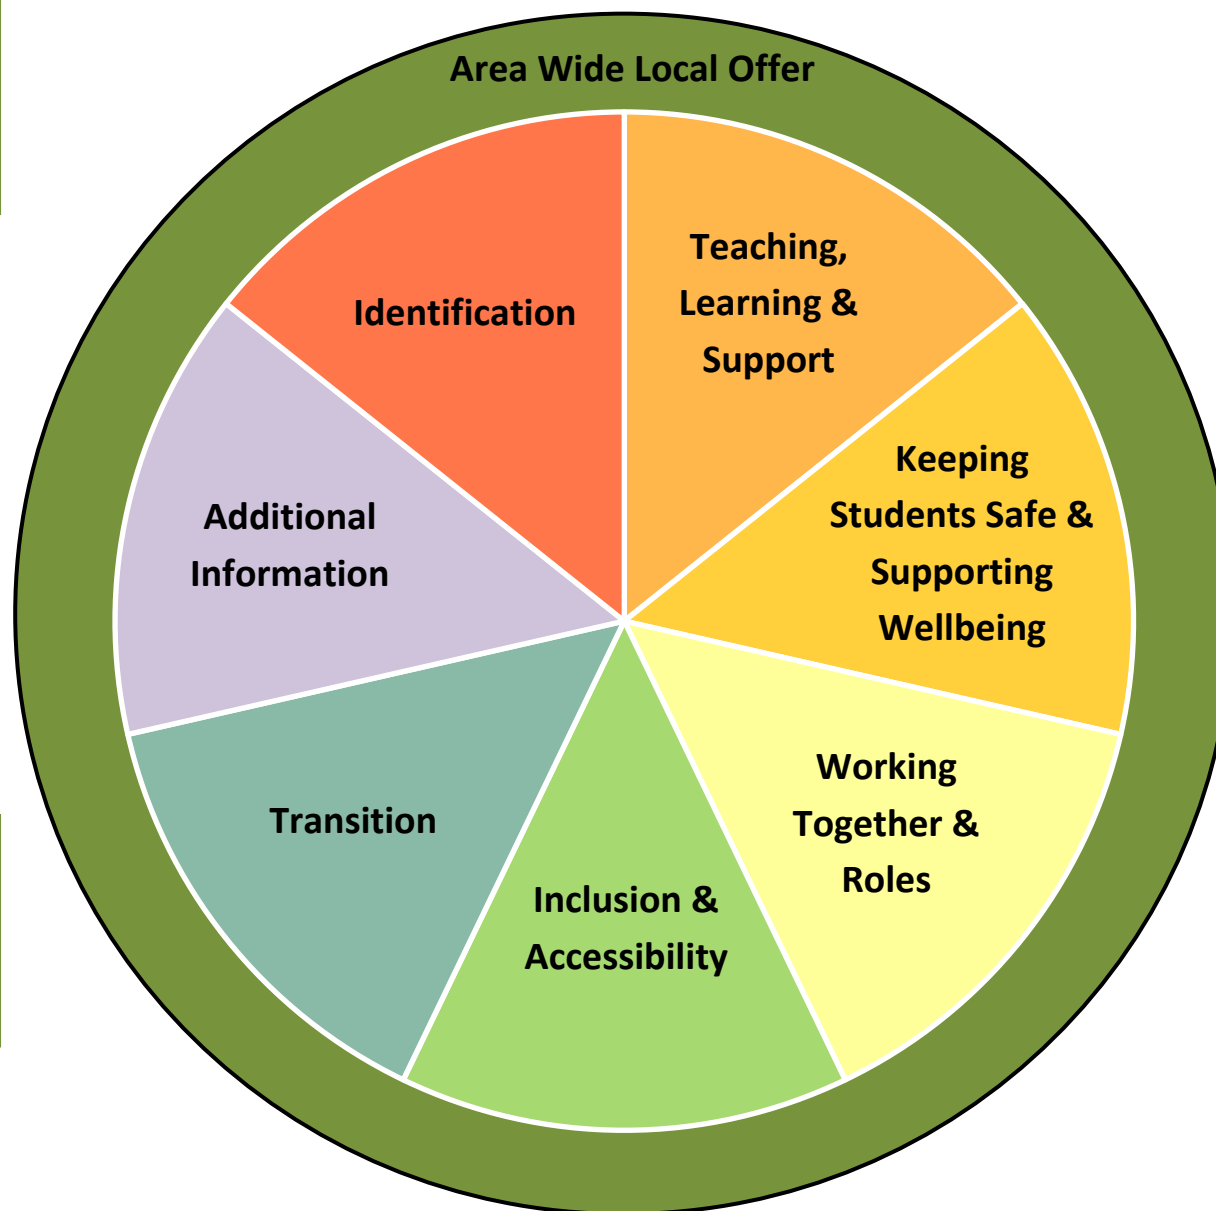 Area Wide Local Offer
Identification
Teaching,
Learning &
Support
Keeping
Students Safe &
Supporting
Wellbeing
Working
Together &
Roles
Inclusion &
Accessibility
Transition
Additional
Information